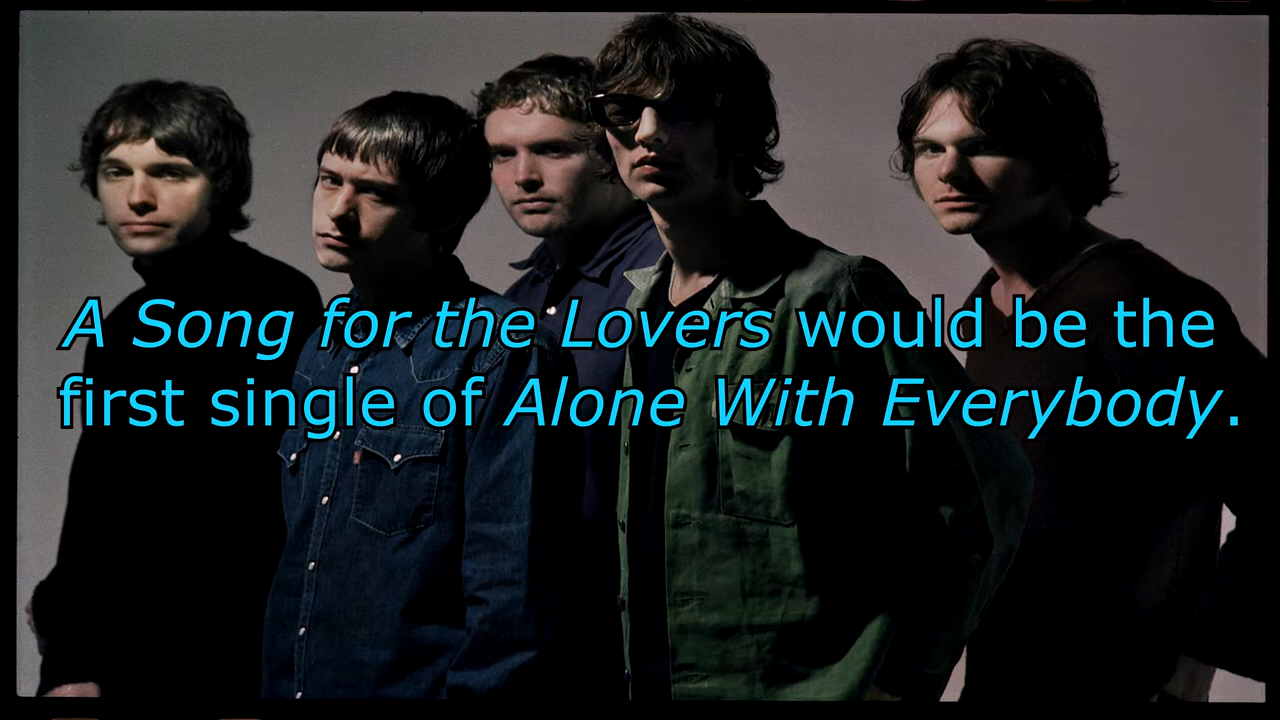 A Song for the Lovers would be the
first single of Alone With Everybody.